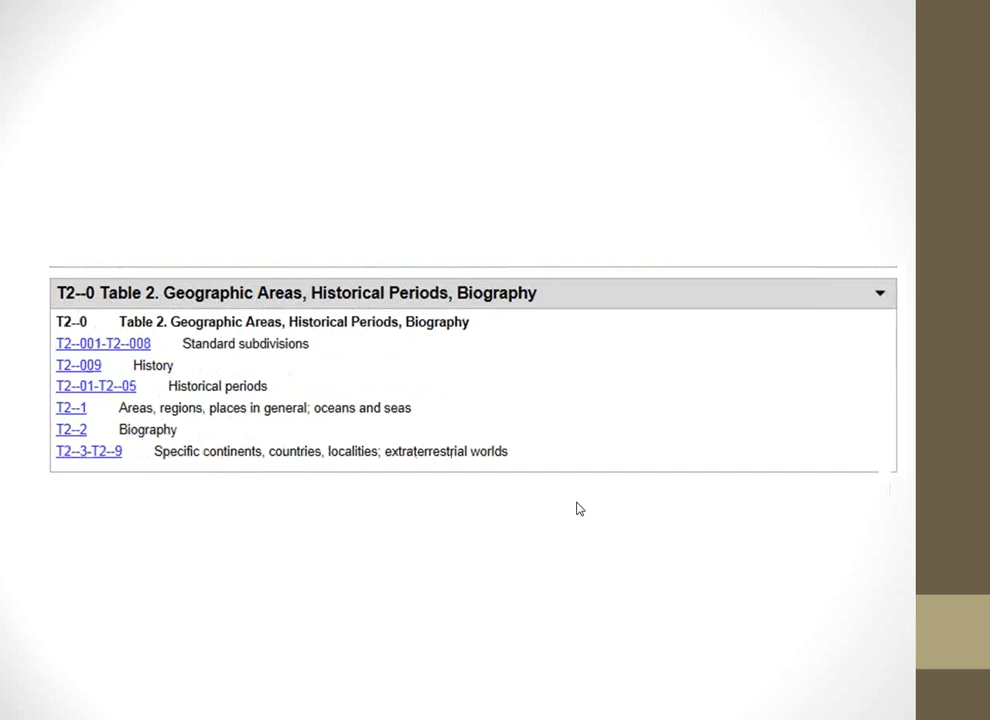 T2--0 Table 2. Geographic Areas, Historical Periods, Biography
T2--0 Table 2. Geographic Areas, Historical Periods, Biography
T2--001-T2--008 Standard subdivisions
T2--009 History
T2--01-T2--05 Historical periods
T2--1 Areas, regions, places in general; oceans and seas
T2--2 Biography
T2--3-T2--9 Specific continents, countries, localities; extraterrestrial worlds